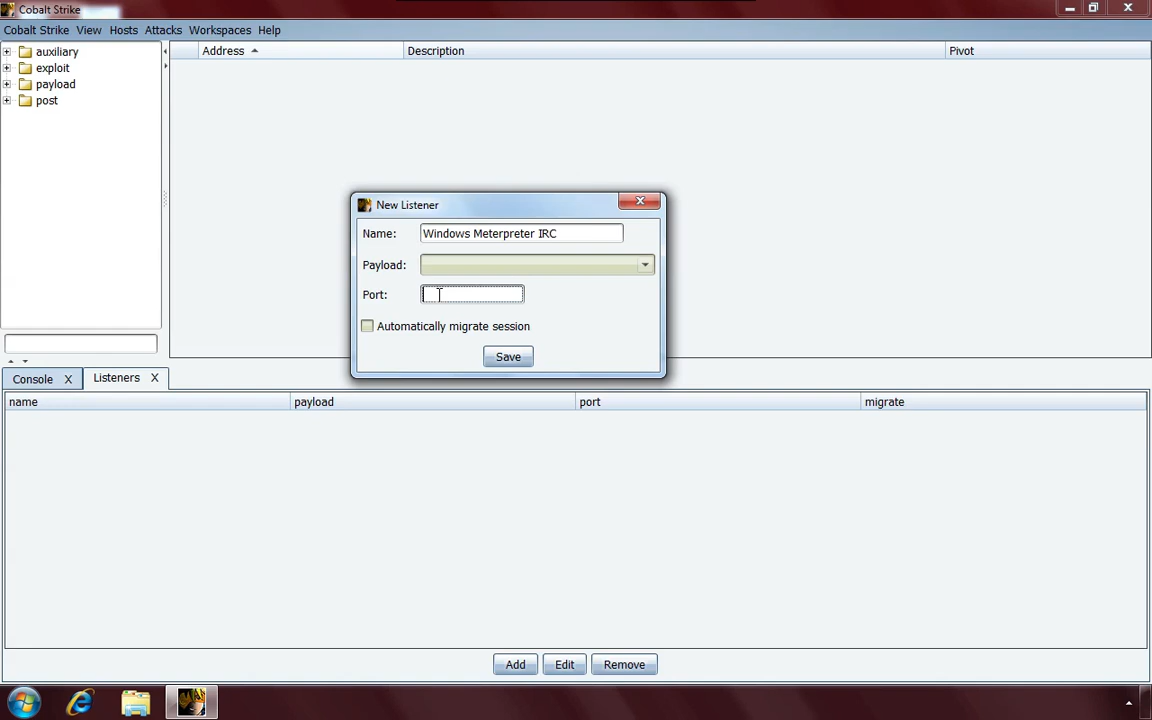 Cobalt Strike
Cobalt Strike View Hosts Attacks Workspaces Help
auxiliary
exploit
payload
post
Address Description Pivot
New Listener
Name: Windows Meterpreter IRC
Payload:
Port:
Automatically migrate session
Save
Console X Listeners X
name payload port migrate
Add Edit Remove